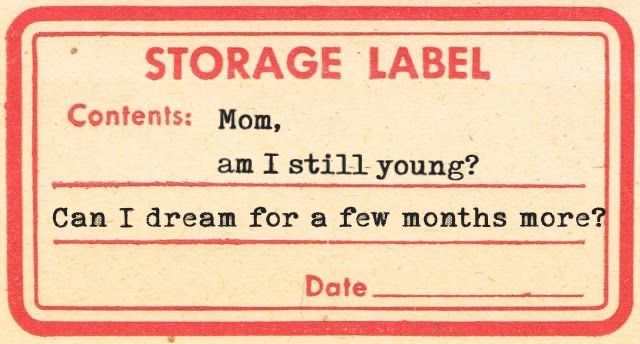 STORAGE LABEL
Contents: Mom,
am I still young?
Can I dream for a few months more?
Date